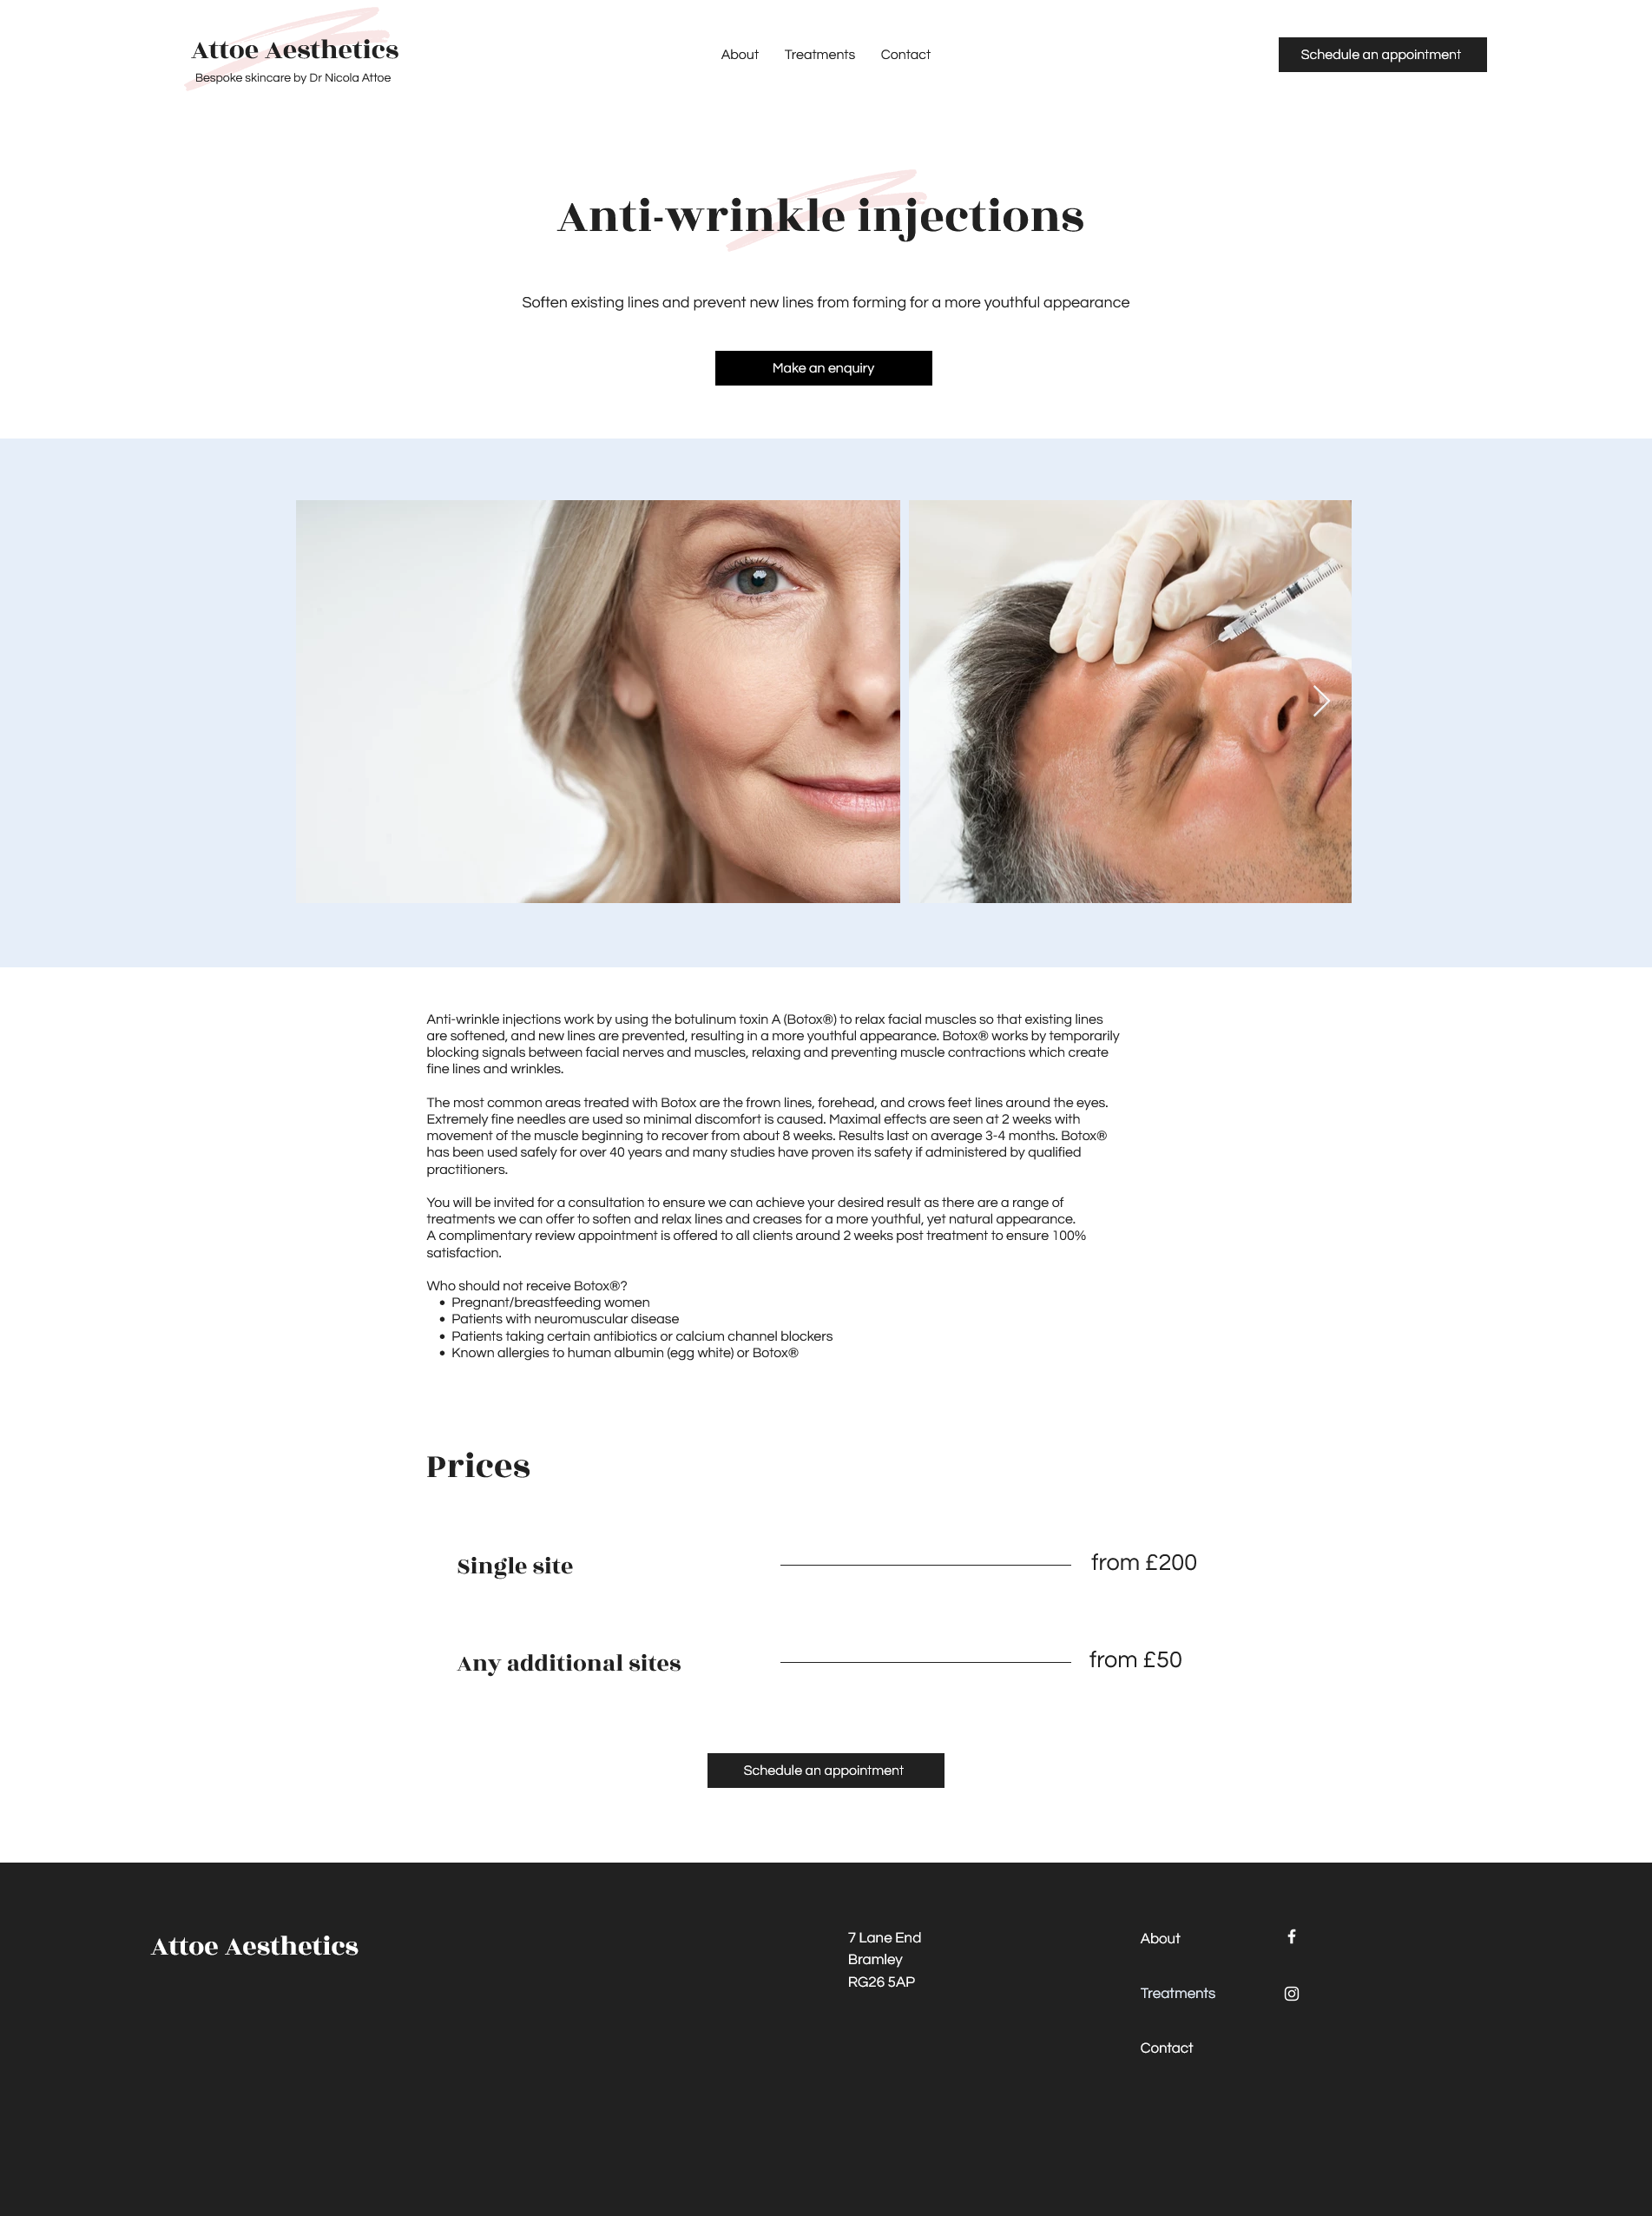 Attoe Aesthetics
Bespoke skincare by Dr Nicola Attoe
About
Treatments
Contact
Schedule an appointment
Anti-wrinkle injections
Soften existing lines and prevent new lines from forming for a more youthful appearance
Make an enquiry
Anti-wrinkle injections work by using the botulinum toxin A (Botox®) to relax facial muscles so that existing lines
are softened, and new lines are prevented, resulting in a more youthful appearance. Botox® works by temporarily
blocking signals between facial nerves and muscles, relaxing and preventing muscle contractions which create
fine lines and wrinkles.
The most common areas treated with Botox are the frown lines, forehead, and crows feet lines around the eyes.
Extremely fine needles are used so minimal discomfort is caused. Maximal effects are seen at 2 weeks with
movement of the muscle beginning to recover from about 8 weeks. Results last on average 3-4 months. Botox®
has been used safely for over 40 years and many studies have proven its safety if administered by qualified
practitioners.
You will be invited for a consultation to ensure we can achieve your desired result as there are a range of
treatments we can offer to soften and relax lines and creases for a more youthful, yet natural appearance.
A complimentary review appointment is offered to all clients around 2 weeks post treatment to ensure 100%
satisfaction.
Who should not receive Botox®?
• Pregnant/breastfeeding women
• Patients with neuromuscular disease
• Patients taking certain antibiotics or calcium channel blockers
• Known allergies to human albumin (egg white) or Botox®
Prices
Single site from £200
Any additional sites from £50
Schedule an appointment
Attoe Aesthetics
7 Lane End
Bramley
RG26 5AP
About
Treatments
Contact